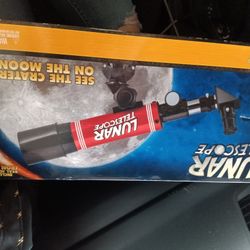 SEE THE CRATERS
ON THE MOON
LUNAR
TELESCOPE
LUNAR
TELESCOPE